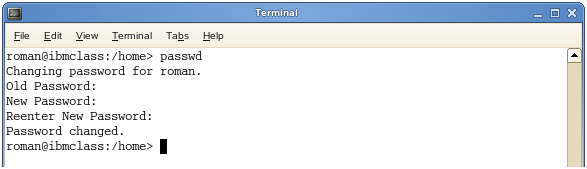 Terminal
File Edit View Terminal Tabs Help
roman@ibmclass:/home> passwd
Changing password for roman.
Old Password:
New Password:
Reenter New Password:
Password changed.
roman@ibmclass:/home>